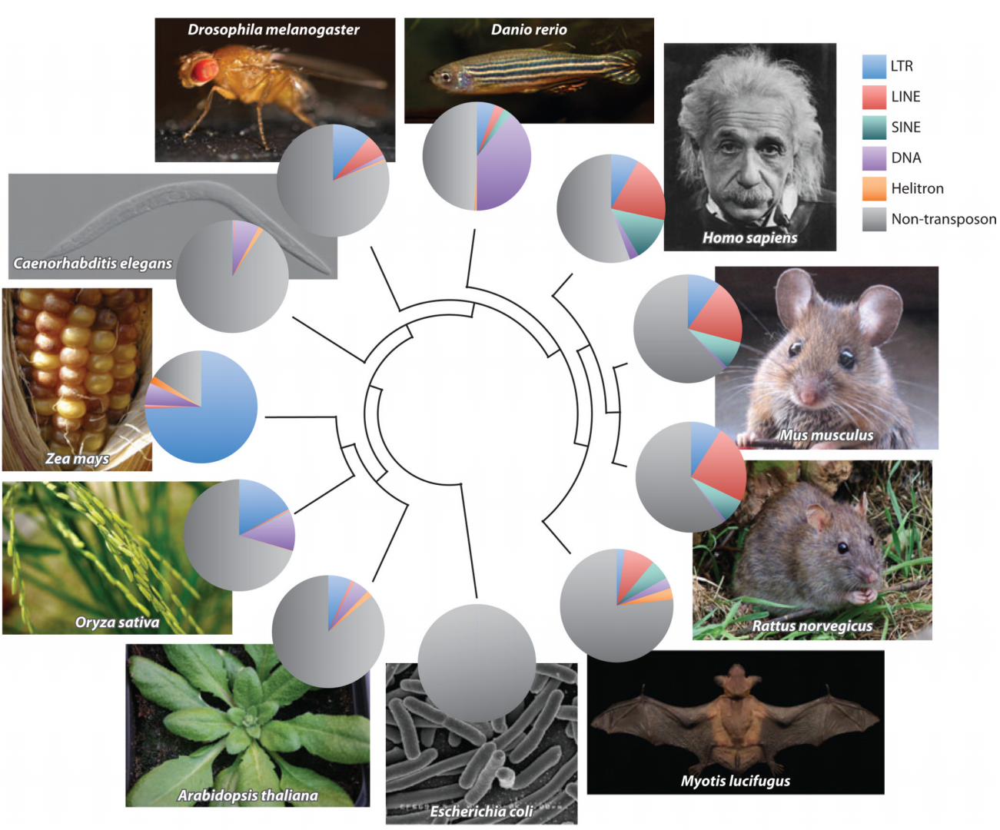 Drosophila melanogaster
Danio rerio
LTR
LINE
SINE
DNA
Helitron
Non-transposon
Homo sapiens
Caenorhabditis elegans
Mus musculus
Zea mays
Oryza sativa
Rattus norvegicus
Arabidopsis thaliana
Myotis lucifugus
Escherichia coli